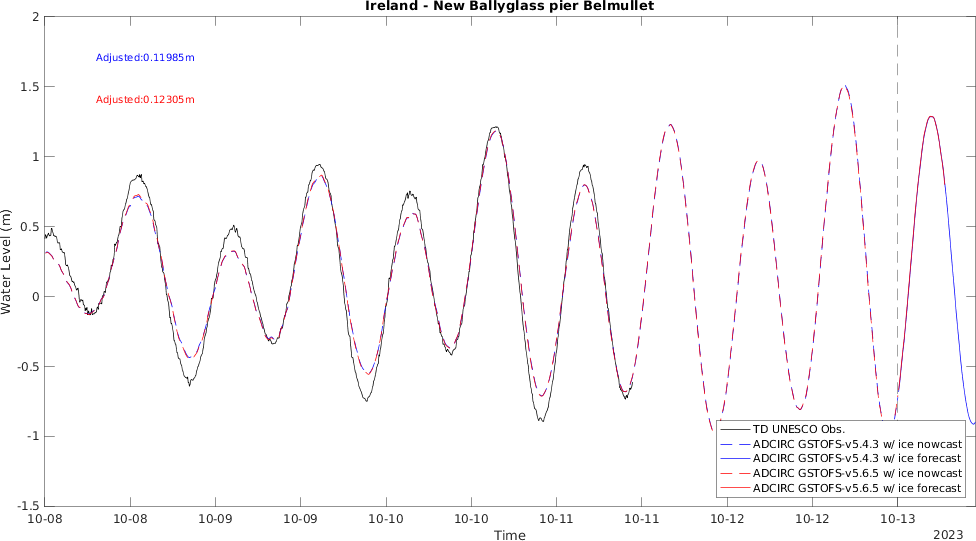 Ireland - New Ballyglass pier Belmullet
Adjusted:0.11985m
Adjusted:0.12305m
Water Level (m)
2
1.5
1
0.5
0
-0.5
-1
-1.5
10-08
10-08
10-09
10-09
10-10
10-10
10-11
10-11
10-12
10-12
10-13
Time
2023
TD UNESCO Obs.
ADCIRC GSTOFS-v5.4.3 w/ ice nowcast
ADCIRC GSTOFS-v5.4.3 w/ ice forecast
ADCIRC GSTOFS-v5.6.5 w/ ice nowcast
ADCIRC GSTOFS-v5.6.5 w/ ice forecast